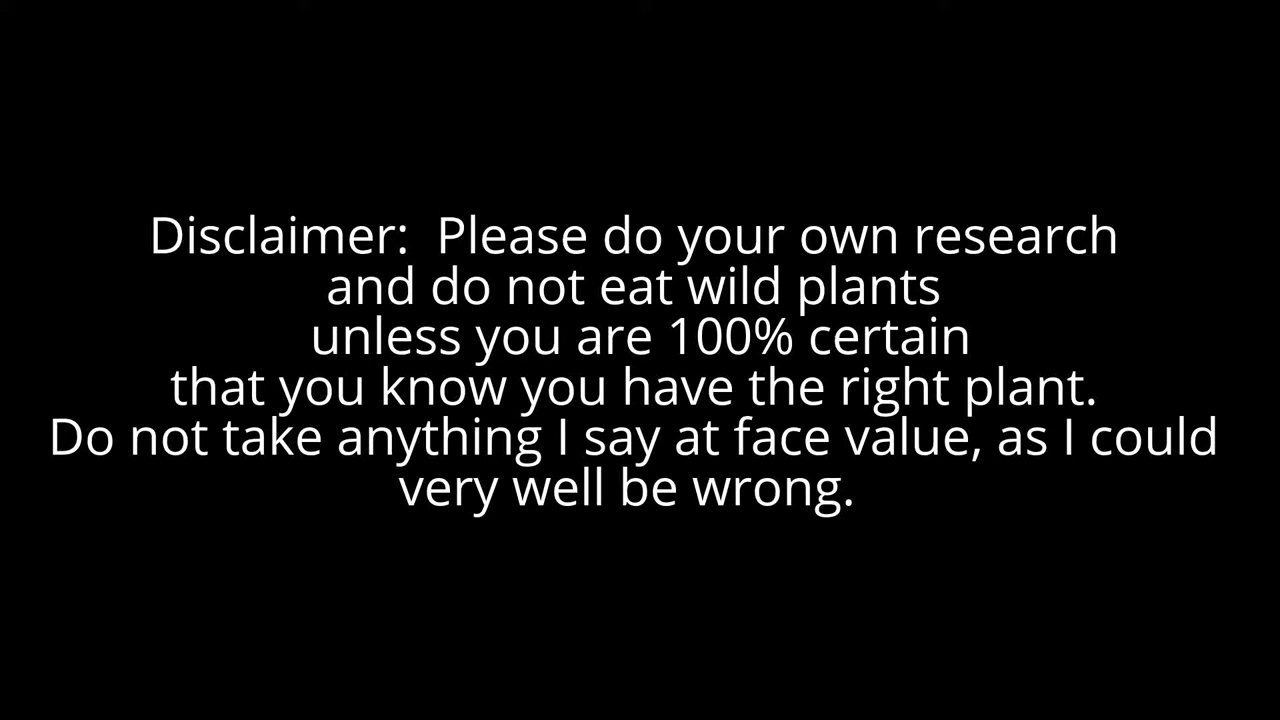 Disclaimer:  Please do your own research
and do not eat wild plants
unless you are 100% certain
that you know you have the right plant.
Do not take anything I say at face value, as I could
very well be wrong.